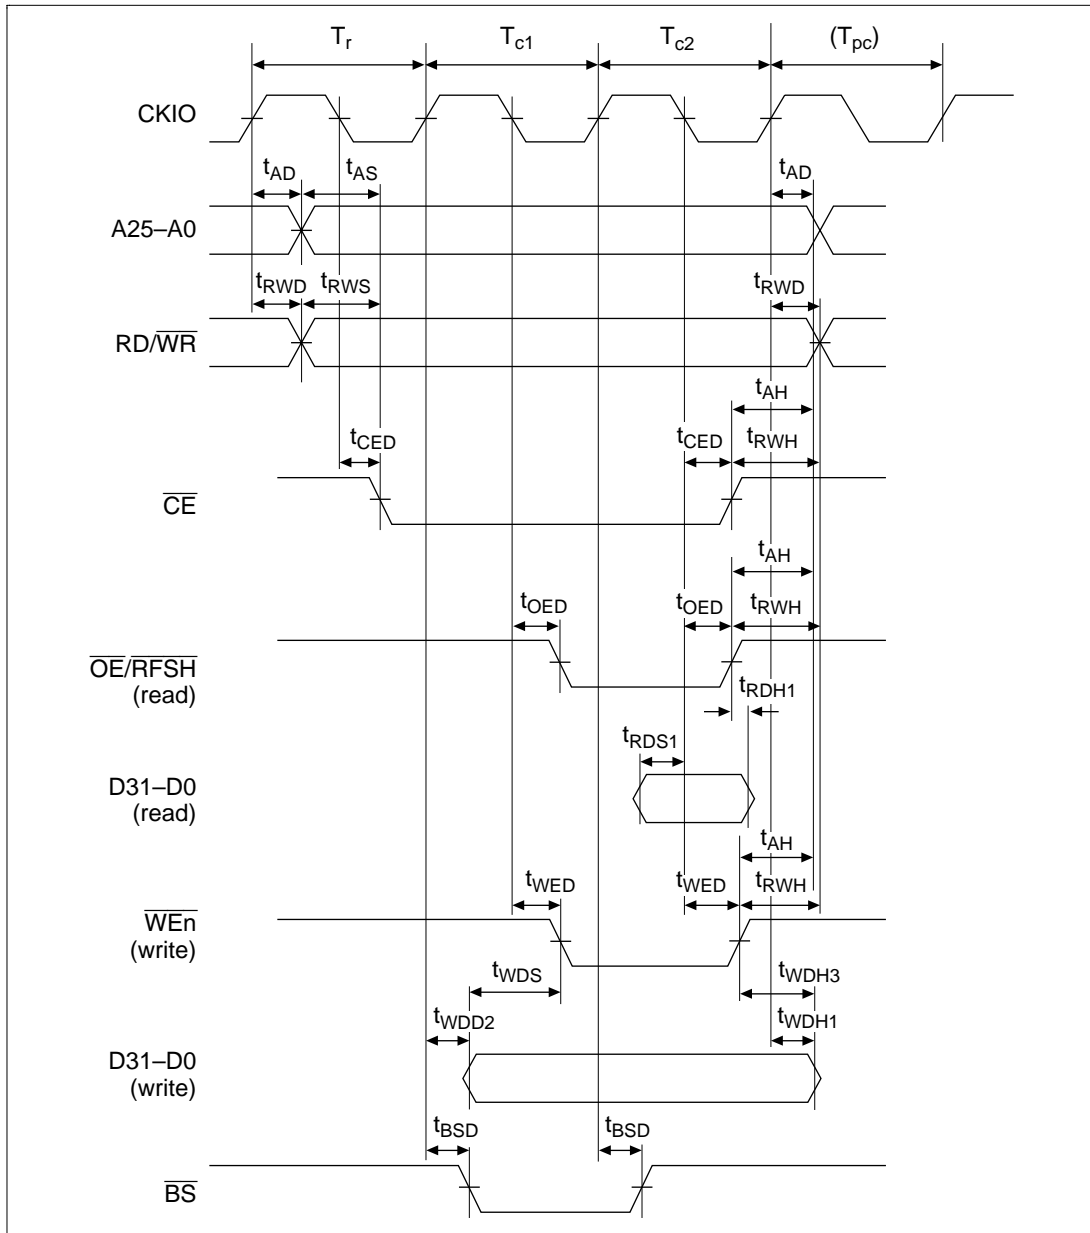 Tr Tc1 Tc2 (Tpc)
CKIO
tAD tAS tAD
A25–A0
tRWD tRWS tRWD
RD/WR
tAH
tCED tCED tRWH
CE
tAH
tOED tOED tRWH
OE/RFSH
(read)
tRDH1
tRDS1
D31–D0
(read)
tAH
tWED tWED tRWH
WEn
(write)
tWDS tWDH3
tWDD2 tWDH1
D31–D0
(write)
tBSD tBSD
BS